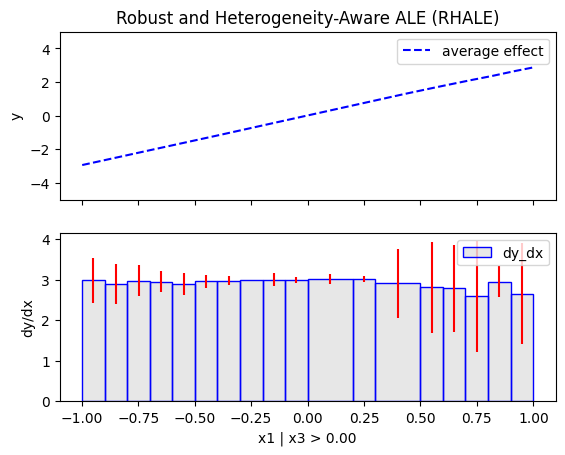 Robust and Heterogeneity-Aware ALE (RHALE)
4
2
0
−2
−4
y
average effect
4
3
2
1
0
dy/dx
dy_dx
−1.00 −0.75 −0.50 −0.25 0.00 0.25 0.50 0.75 1.00
x1 | x3 > 0.00